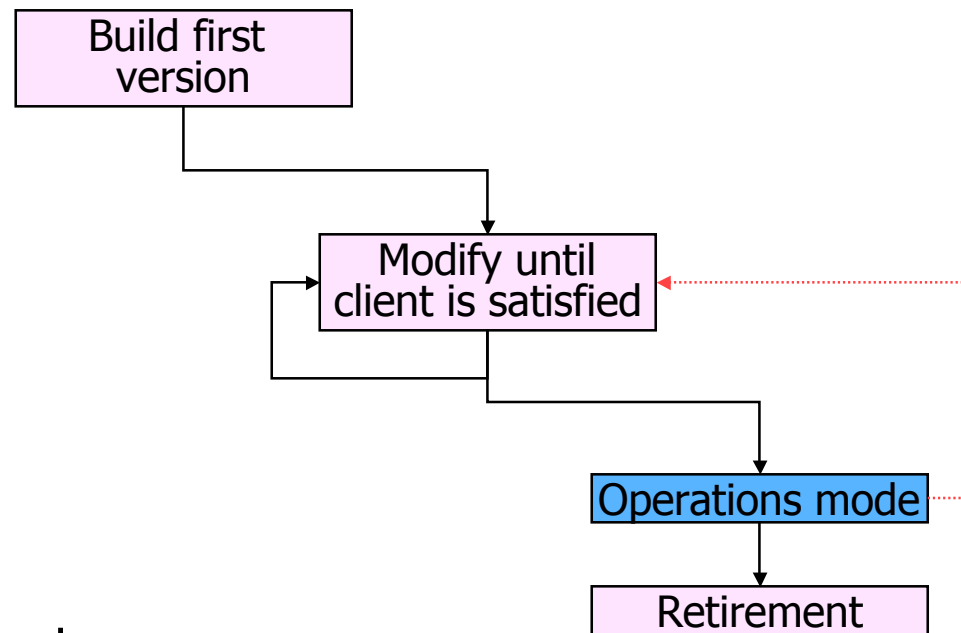 Build first
version
Modify until
client is satisfied
Operations mode
Retirement